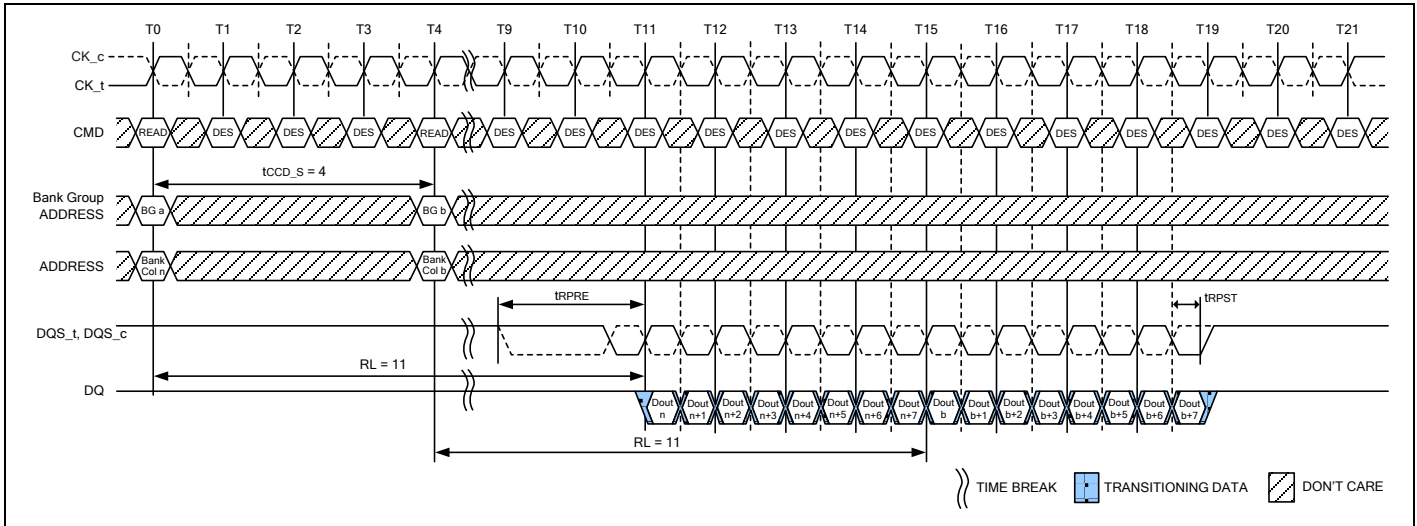 T0 T1 T2 T3 T4 T9 T10 T11 T12 T13 T14 T15 T16 T17 T18 T19 T20 T21
CK_c
CK_t
CMD READ DES DES DES READ DES DES DES DES DES DES DES DES DES DES DES DES DES
tCCD_S = 4
Bank Group
ADDRESS
BG a BG b
ADDRESS
Bank Col n
Bank Col b
tRPRE tRPST
DQS_t, DQS_c
RL = 11
DQ
Dout n Dout n+1 Dout n+2 Dout n+3 Dout n+4 Dout n+5 Dout n+6 Dout n+7 Dout b Dout b+1 Dout b+2 Dout b+3 Dout b+4 Dout b+5 Dout b+6 Dout b+7
RL = 11
TIME BREAK TRANSITIONING DATA DON'T CARE